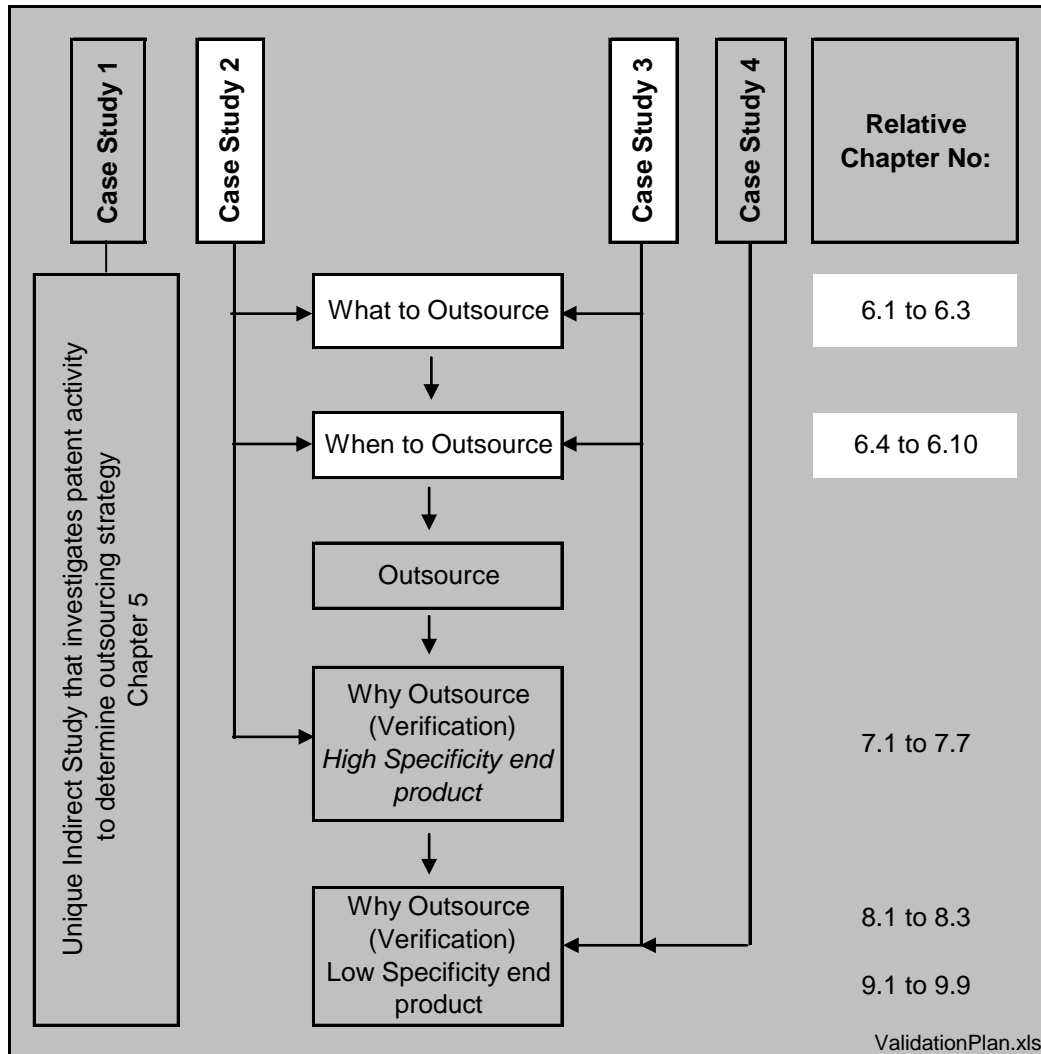 Case Study 1
Case Study 2
Case Study 3
Case Study 4
Relative
Chapter No:
Unique Indirect Study that investigates patent activity
to determine outsourcing strategy
Chapter 5
What to Outsource
6.1 to 6.3
When to Outsource
6.4 to 6.10
Outsource
Why Outsource
(Verification)
High Specificity end
product
7.1 to 7.7
Why Outsource
(Verification)
Low Specificity end
product
8.1 to 8.3
9.1 to 9.9
ValidationPlan.xls